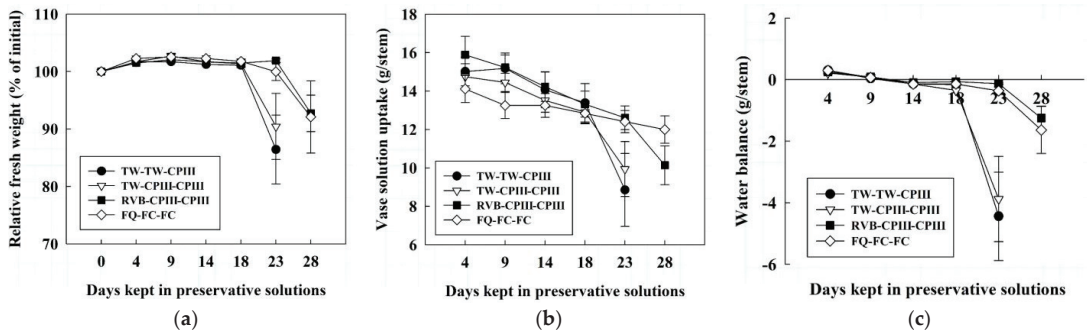 Relative fresh weight (% of initial)
110
100
90
80
70
TW-TW-CPIII
TW-CPIII-CPIII
RVB-CPIII-CPIII
FQ-FC-FC
0 4 9 14 18 23 28
Days kept in preservative solutions
(a)
Vase solution uptake (g/stem)
18
16
14
12
10
8
6
TW-TW-CPIII
TW-CPIII-CPIII
RVB-CPIII-CPIII
FQ-FC-FC
4 9 14 18 23 28
Days kept in preservative solutions
(b)
Water balance (g/stem)
2
0
-2
-4
-6
4 9 14 18 23 28
TW-TW-CPIII
TW-CPIII-CPIII
RVB-CPIII-CPIII
FQ-FC-FC
Days kept in preservative solutions
(c)